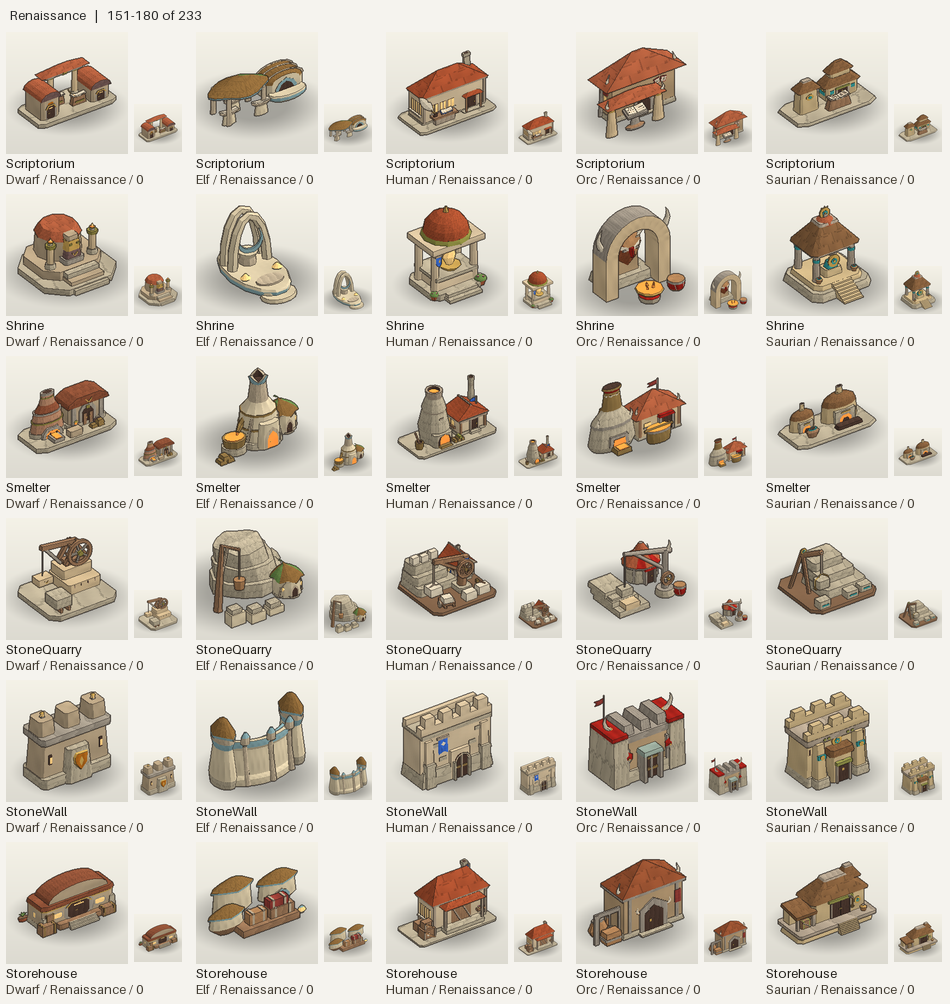 Renaissance | 151-180 of 233
Scriptorium Scriptorium Scriptorium Scriptorium Scriptorium
Dwarf / Renaissance / 0 Elf / Renaissance / 0 Human / Renaissance / 0 Orc / Renaissance / 0 Saurian / Renaissance / 0
Shrine Shrine Shrine Shrine Shrine
Dwarf / Renaissance / 0 Elf / Renaissance / 0 Human / Renaissance / 0 Orc / Renaissance / 0 Saurian / Renaissance / 0
Smelter Smelter Smelter Smelter Smelter
Dwarf / Renaissance / 0 Elf / Renaissance / 0 Human / Renaissance / 0 Orc / Renaissance / 0 Saurian / Renaissance / 0
StoneQuarry StoneQuarry StoneQuarry StoneQuarry StoneQuarry
Dwarf / Renaissance / 0 Elf / Renaissance / 0 Human / Renaissance / 0 Orc / Renaissance / 0 Saurian / Renaissance / 0
StoneWall StoneWall StoneWall StoneWall StoneWall
Dwarf / Renaissance / 0 Elf / Renaissance / 0 Human / Renaissance / 0 Orc / Renaissance / 0 Saurian / Renaissance / 0
Storehouse Storehouse Storehouse Storehouse Storehouse
Dwarf / Renaissance / 0 Elf / Renaissance / 0 Human / Renaissance / 0 Orc / Renaissance / 0 Saurian / Renaissance / 0